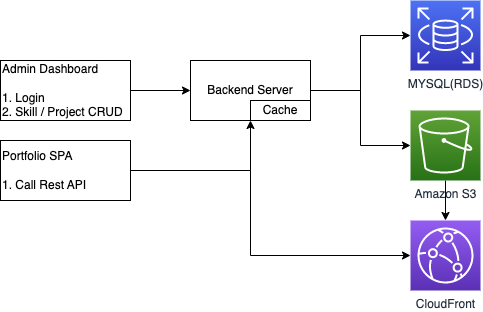 Admin Dashboard
1. Login
2. Skill / Project CRUD
Backend Server
Cache
MYSQL(RDS)
Portfolio SPA
1. Call Rest API
Amazon S3
CloudFront